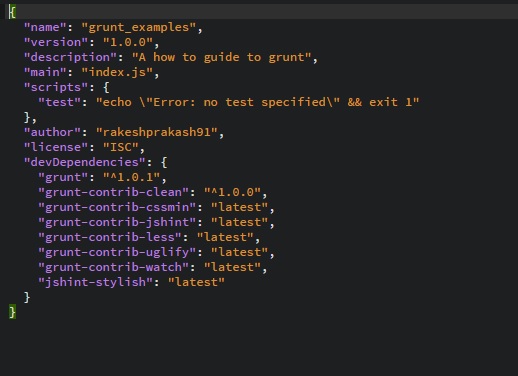 {
  "name": "grunt_examples",
  "version": "1.0.0",
  "description": "A how to guide to grunt",
  "main": "index.js",
  "scripts": {
    "test": "echo \"Error: no test specified\" && exit 1"
  },
  "author": "rakeshprakash91",
  "license": "ISC",
  "devDependencies": {
    "grunt": "^1.0.1",
    "grunt-contrib-clean": "^1.0.0",
    "grunt-contrib-cssmin": "latest",
    "grunt-contrib-jshint": "latest",
    "grunt-contrib-less": "latest",
    "grunt-contrib-uglify": "latest",
    "grunt-contrib-watch": "latest",
    "jshint-stylish": "latest"
  }
}